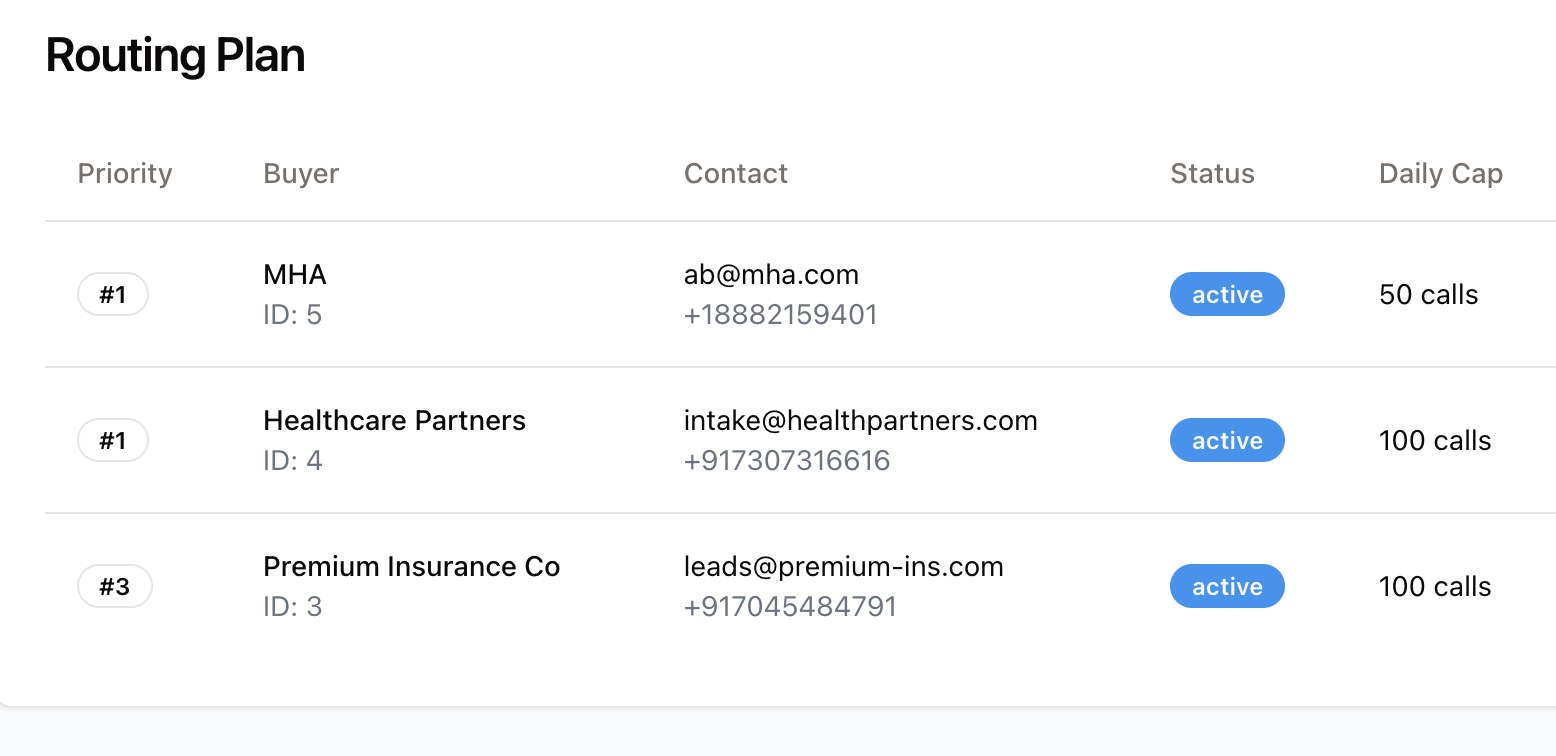 Routing Plan
Priority Buyer Contact Status Daily Cap
#1 MHA ab@mha.com active 50 calls
ID: 5 +18882159401
#1 Healthcare Partners intake@healthpartners.com active 100 calls
ID: 4 +917307316616
#3 Premium Insurance Co leads@premium-ins.com active 100 calls
ID: 3 +917045484791